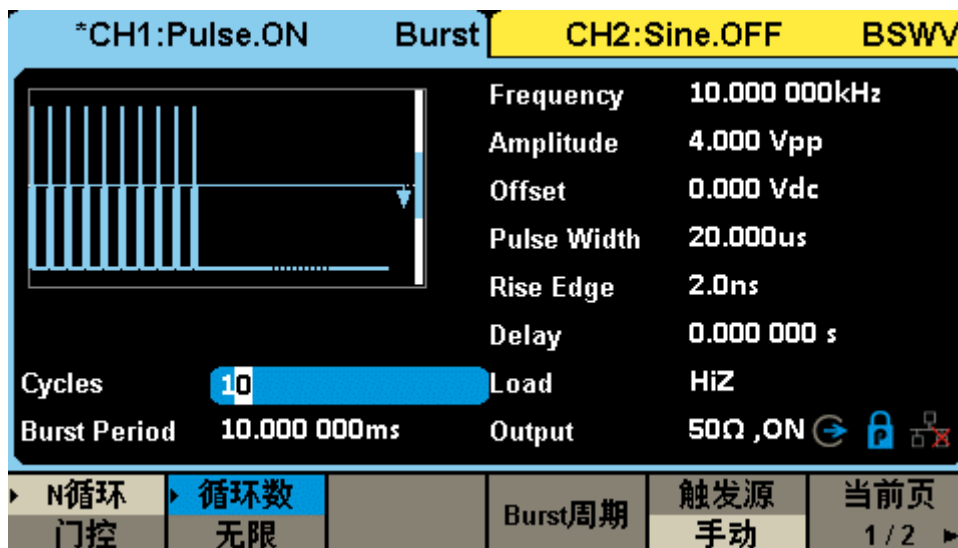 *CH1:Pulse.ON Burst CH2:Sine.OFF BSWV
Frequency 10.000 000kHz
Amplitude 4.000 Vpp
Offset 0.000 Vdc
Pulse Width 20.000us
Rise Edge 2.0ns
Delay 0.000 000 s
Cycles 10 Load HiZ
Burst Period 10.000 000ms Output 50Ω ,ON P
N循环 循环数 Burst周期 触发源 当前页
门控 无限 手动 1 / 2